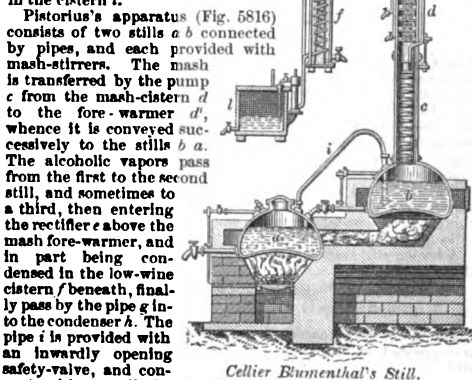 in the cistern l.
Pistorius's apparatus (Fig. 5816)
consists of two stills a b connected
by pipes, and each provided with
mash-stirrers. The mash
is transferred by the pump
c from the mash-cistern d
to the fore-warmer d',
whence it is conveyed suc-
cessively to the stills b a.
The alcoholic vapors pass
from the first to the second
still, and sometimes to
a third, then entering
the rectifier e above the
mash fore-warmer, and
in part being con-
densed in the low-wine
cistern f beneath, final-
ly pass by the pipe g in-
to the condenser h. The
pipe i is provided with
an inwardly opening
safety-valve, and con-
f
d
l
c
i
b
a
Cellier Blumenthal's Still.